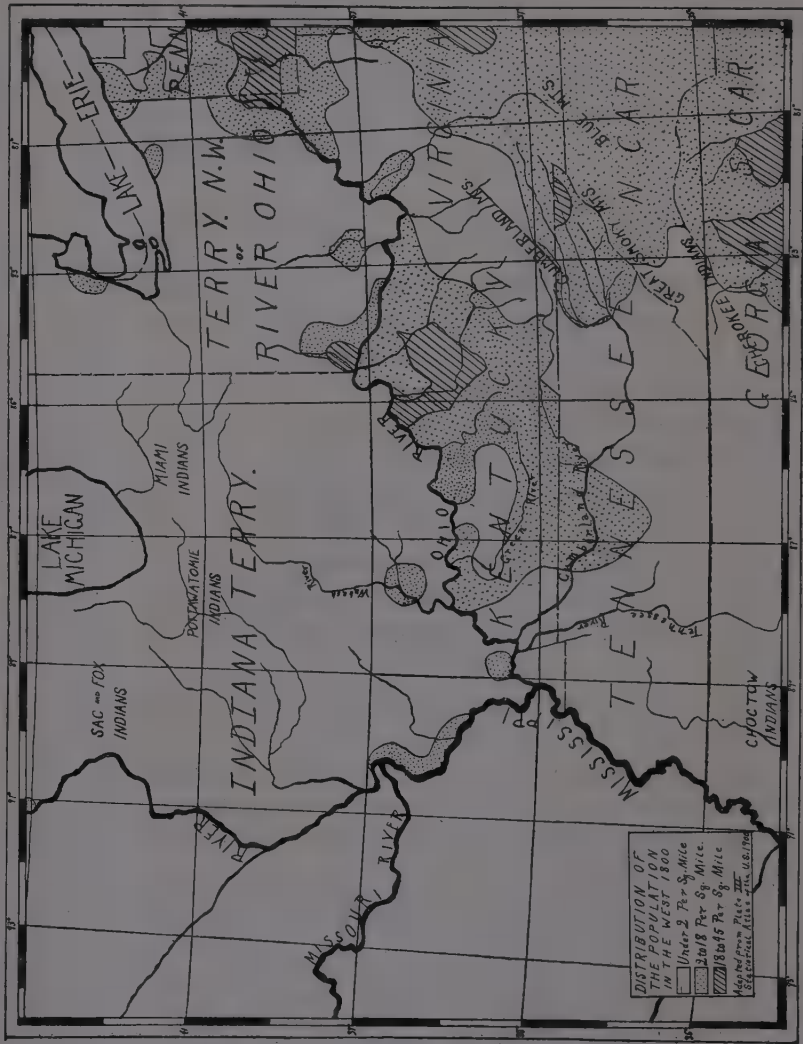 LAKE ERIE
PENN
LAKE
MICHIGAN
MIAMI
INDIANS
POTTAWATOMIE
INDIANS
SAC AND FOX
INDIANS
TERRY. N.W.
or
RIVER OHIO
INDIANA TERRY.
RIVER
MISSOURI RIVER
Wabash
River
OHIO RIVER
VIRGINIA
KENTUCKY
Green River
Cumberland River
CUMBERLAND MTS.
BLUE MTS.
GREAT SMOKY MTS
N CAR
S CAR
TENNESSEE
Tennessee
River
CHEROKEE INDIANS
GEORGIA
MISSISSIPPI
CHOCTOW
INDIANS
DISTRIBUTION OF
THE POPULATION
IN THE WEST 1800
Under 2 Per Sq. Mile
2 to 18 Per Sq. Mile.
18 to 45 Per Sq. Mile
Adapted from Plate III
Statistical Atlas of the U.S. 1900